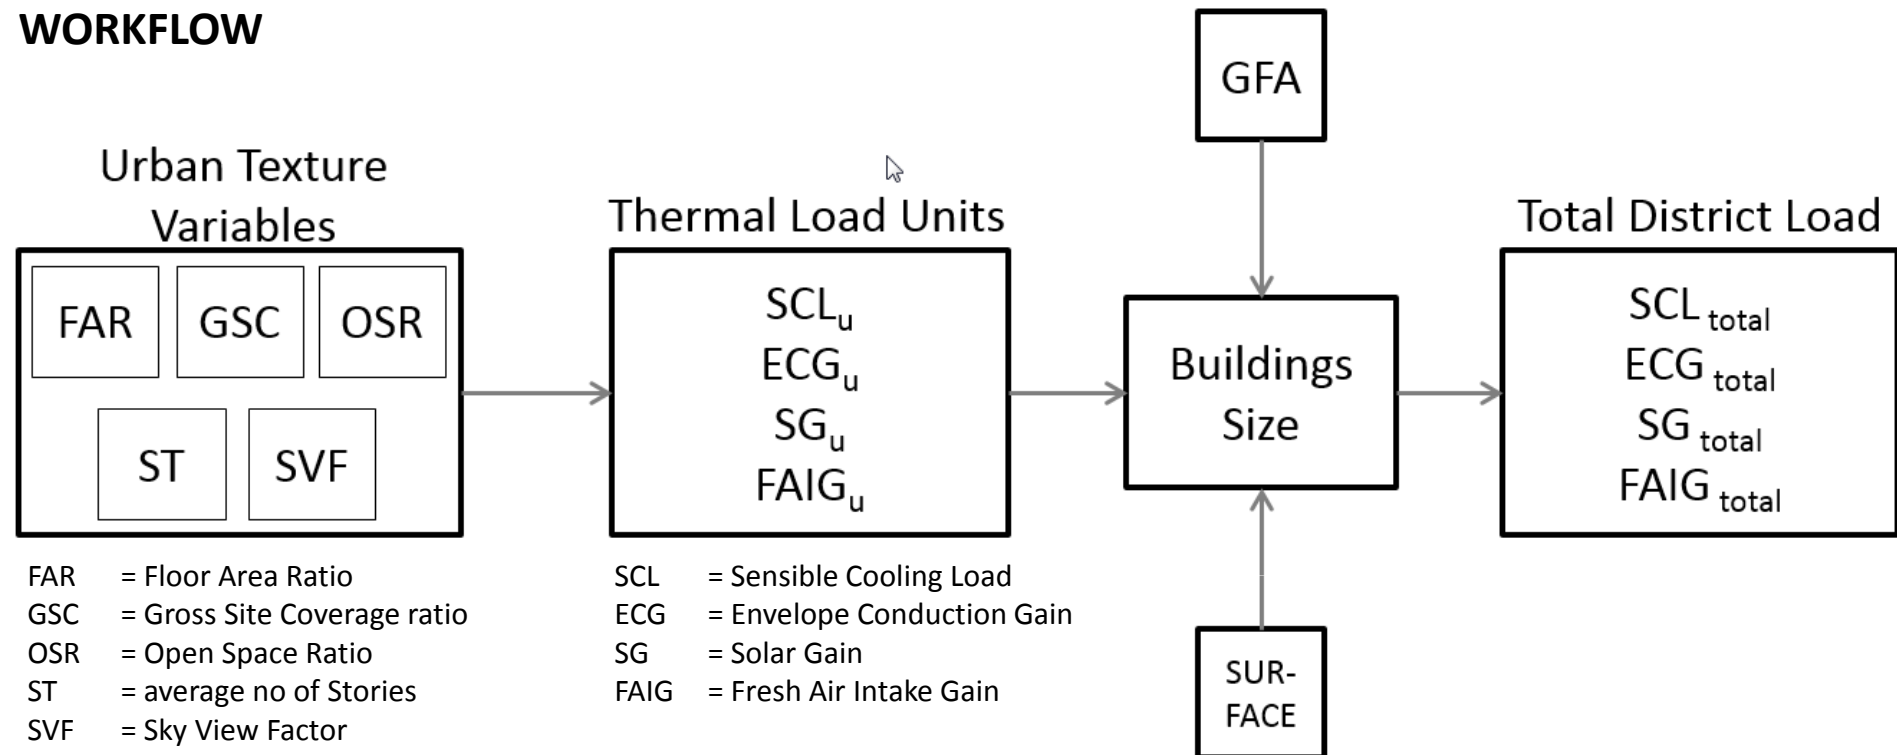 WORKFLOW
Urban Texture
Variables
FAR GSC OSR
ST SVF
FAR = Floor Area Ratio
GSC = Gross Site Coverage ratio
OSR = Open Space Ratio
ST = average no of Stories
SVF = Sky View Factor
Thermal Load Units
SCLu
ECGu
SGu
FAIGu
SCL = Sensible Cooling Load
ECG = Envelope Conduction Gain
SG = Solar Gain
FAIG = Fresh Air Intake Gain
GFA
Buildings
Size
SUR-
FACE
Total District Load
SCL total
ECG total
SG total
FAIG total